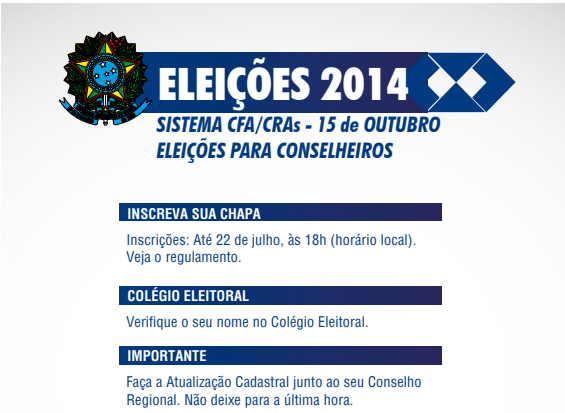 ELEIÇÕES 2014
SISTEMA CFA/CRAs - 15 de OUTUBRO
ELEIÇÕES PARA CONSELHEIROS
INSCREVA SUA CHAPA
Inscrições: Até 22 de julho, às 18h (horário local).
Veja o regulamento.
COLÉGIO ELEITORAL
Verifique o seu nome no Colégio Eleitoral.
IMPORTANTE
Faça a Atualização Cadastral junto ao seu Conselho
Regional. Não deixe para a última hora.